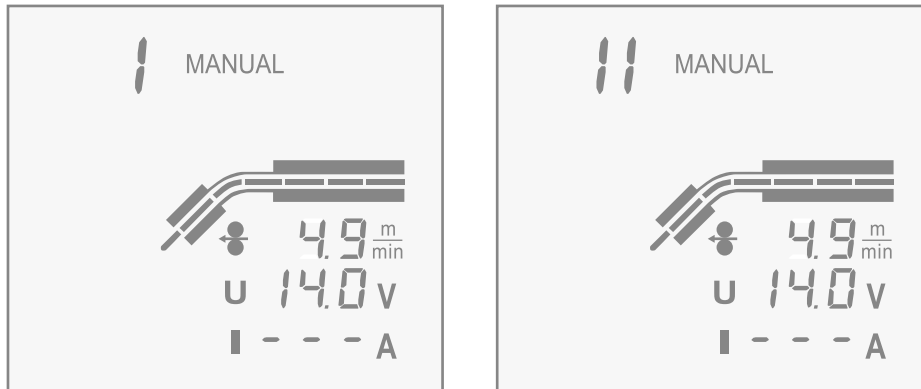 1 MANUAL
4.9 m/min
U 14.0 V
I - - - A
11 MANUAL
4.9 m/min
U 14.0 V
I - - - A